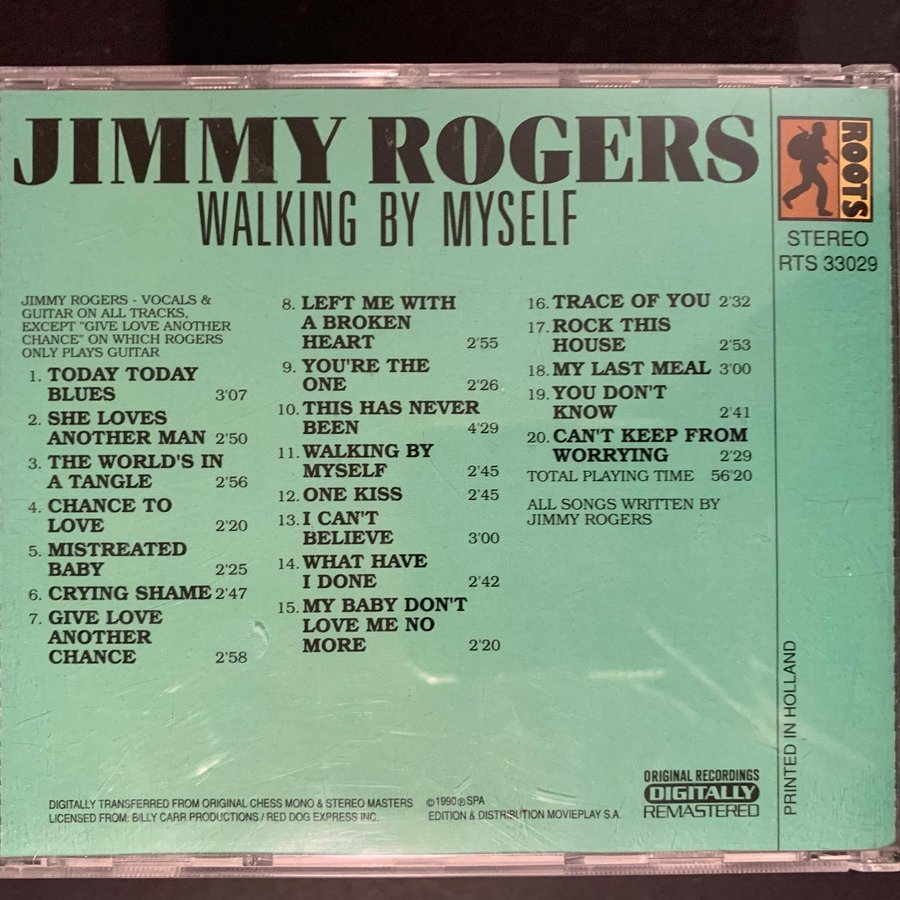 JIMMY ROGERS
WALKING BY MYSELF
ROOTS
STEREO
RTS 33029
JIMMY ROGERS - VOCALS &
GUITAR ON ALL TRACKS,
EXCEPT "GIVE LOVE ANOTHER
CHANCE" ON WHICH ROGERS
ONLY PLAYS GUITAR
1. TODAY TODAY
BLUES 3'07
2. SHE LOVES
ANOTHER MAN 2'50
3. THE WORLD'S IN
A TANGLE 2'56
4. CHANCE TO
LOVE 2'20
5. MISTREATED
BABY 2'25
6. CRYING SHAME 2'47
7. GIVE LOVE
ANOTHER
CHANCE 2'58
8. LEFT ME WITH
A BROKEN
HEART 2'55
9. YOU'RE THE
ONE 2'26
10. THIS HAS NEVER
BEEN 4'29
11. WALKING BY
MYSELF 2'45
12. ONE KISS 2'45
13. I CAN'T
BELIEVE 3'00
14. WHAT HAVE
I DONE 2'42
15. MY BABY DON'T
LOVE ME NO
MORE 2'20
16. TRACE OF YOU 2'32
17. ROCK THIS
HOUSE 2'53
18. MY LAST MEAL 3'00
19. YOU DON'T
KNOW 2'41
20. CAN'T KEEP FROM
WORRYING 2'29
TOTAL PLAYING TIME 56'20
ALL SONGS WRITTEN BY
JIMMY ROGERS
PRINTED IN HOLLAND
DIGITALLY TRANSFERRED FROM ORIGINAL CHESS MONO & STEREO MASTERS
LICENSED FROM: BILLY CARR PRODUCTIONS / RED DOG EXPRESS INC.
©1990℗SPA
EDITION & DISTRIBUTION MOVIEPLAY S.A.
ORIGINAL RECORDINGS
DIGITALLY
REMASTERED